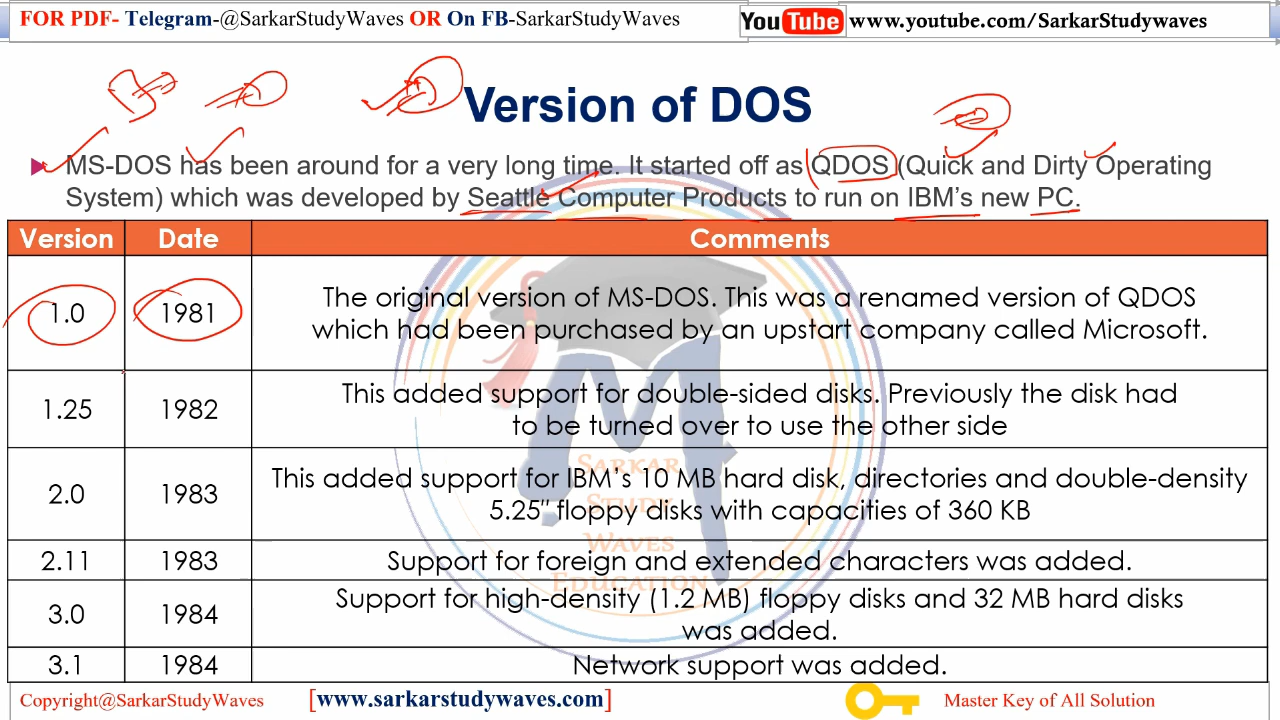 FOR PDF- Telegram-@SarkarStudyWaves OR On FB-SarkarStudyWaves
YouTube www.youtube.com/SarkarStudywaves
Version of DOS
MS-DOS has been around for a very long time. It started off as QDOS (Quick and Dirty Operating
System) which was developed by Seattle Computer Products to run on IBM's new PC.
Version Date Comments
1.0 1981 The original version of MS-DOS. This was a renamed version of QDOS
which had been purchased by an upstart company called Microsoft.
1.25 1982 This added support for double-sided disks. Previously the disk had
to be turned over to use the other side
2.0 1983 This added support for IBM's 10 MB hard disk, directories and double-density
5.25" floppy disks with capacities of 360 KB
2.11 1983 Support for foreign and extended characters was added.
3.0 1984 Support for high-density (1.2 MB) floppy disks and 32 MB hard disks
was added.
3.1 1984 Network support was added.
Sarkar
Study
Waves
Education
Copyright@SarkarStudyWaves [www.sarkarstudywaves.com] Master Key of All Solution